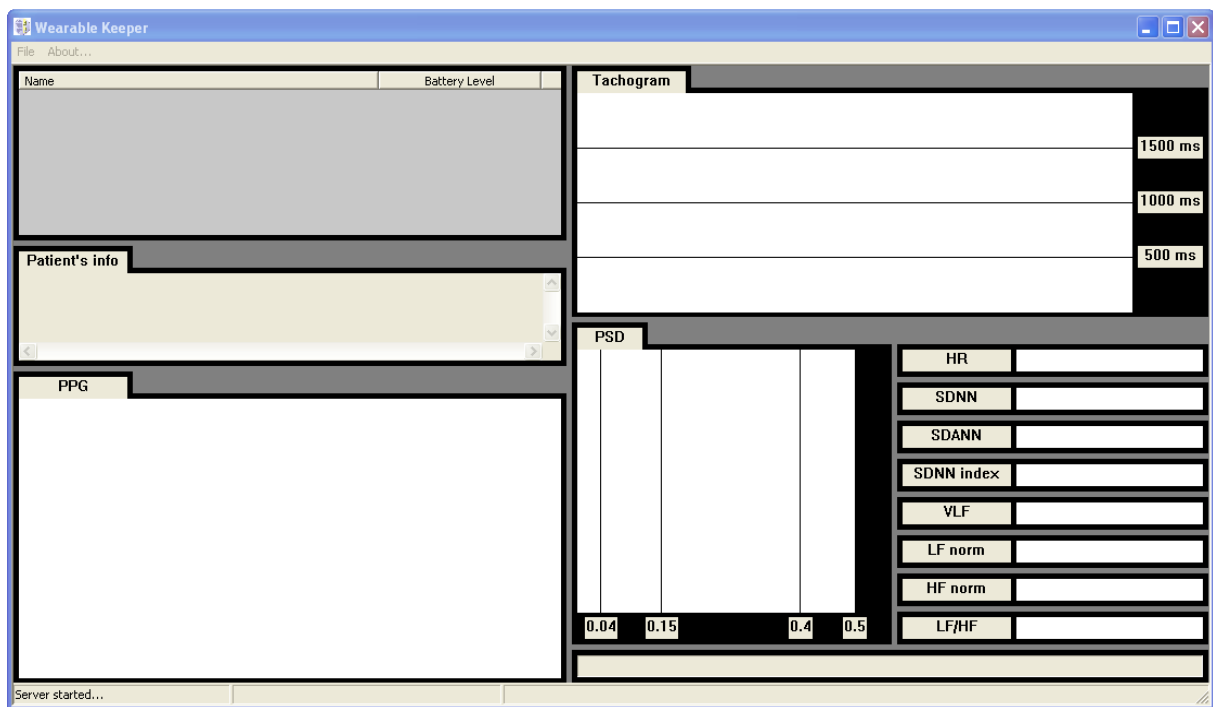 Wearable Keeper
File About...
Name Battery Level
Patient's info
PPG
Tachogram
1500 ms
1000 ms
500 ms
PSD
0.04 0.15 0.4 0.5
HR
SDNN
SDANN
SDNN index
VLF
LF norm
HF norm
LF/HF
Server started...